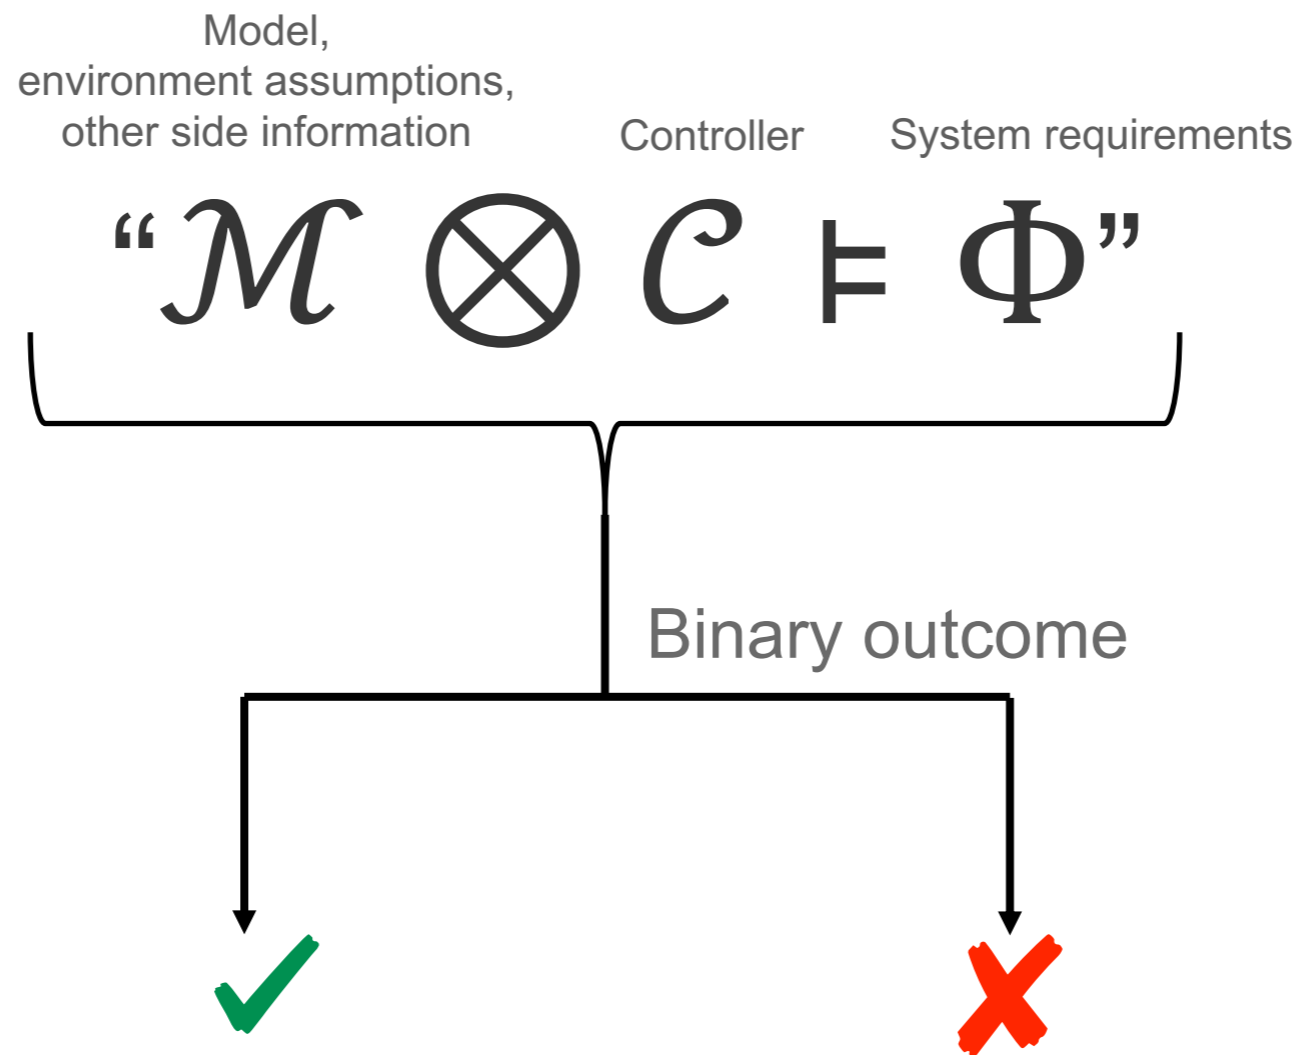 Model,
environment assumptions,
other side information
Controller
System requirements
“ℳ ⊗ 𝒞 ⊨ Φ”
Binary outcome